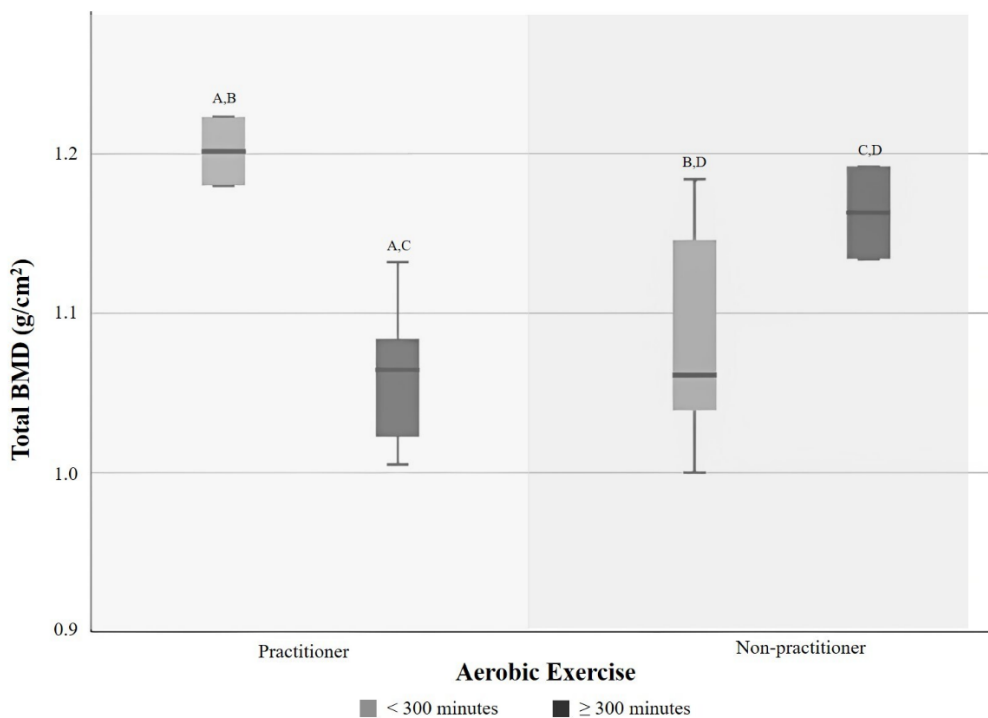 A,B
1.2
B,D
C,D
A,C
1.1
Total BMD (g/cm²)
1.0
0.9
Practitioner
Non-practitioner
Aerobic Exercise
< 300 minutes
≥ 300 minutes